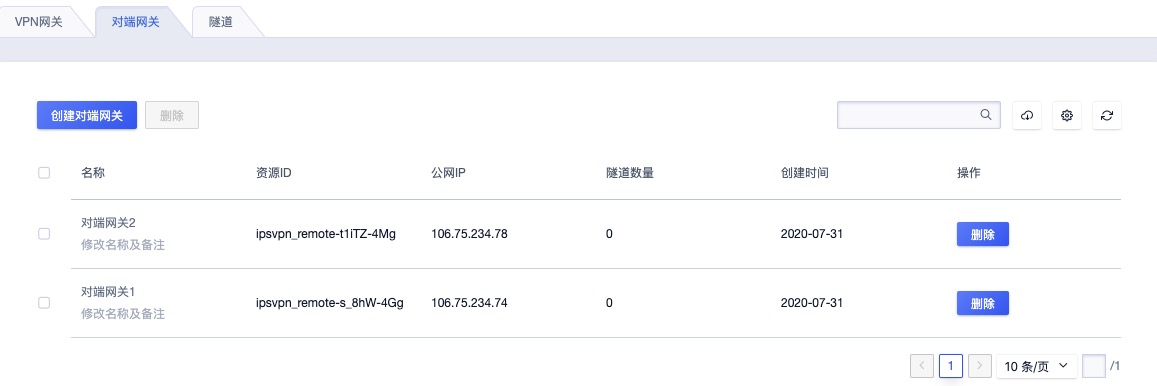 VPN网关 对端网关 隧道
创建对端网关 删除
名称 资源ID 公网IP 隧道数量 创建时间 操作
对端网关2
修改名称及备注
ipsvpn_remote-t1iTZ-4Mg 106.75.234.78 0 2020-07-31 删除
对端网关1
修改名称及备注
ipsvpn_remote-s_8hW-4Gg 106.75.234.74 0 2020-07-31 删除
1 10 条/页 /1